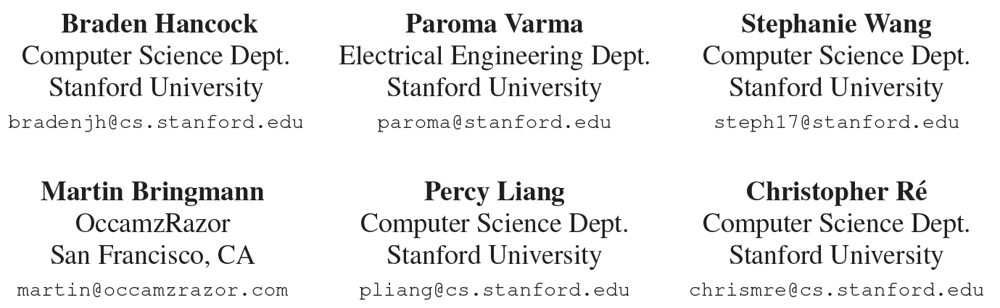 Braden Hancock
Computer Science Dept.
Stanford University
bradenjh@cs.stanford.edu
Paroma Varma
Electrical Engineering Dept.
Stanford University
paroma@stanford.edu
Stephanie Wang
Computer Science Dept.
Stanford University
steph17@stanford.edu
Martin Bringmann
OccamzRazor
San Francisco, CA
martin@occamzrazor.com
Percy Liang
Computer Science Dept.
Stanford University
pliang@cs.stanford.edu
Christopher Ré
Computer Science Dept.
Stanford University
chrismre@cs.stanford.edu